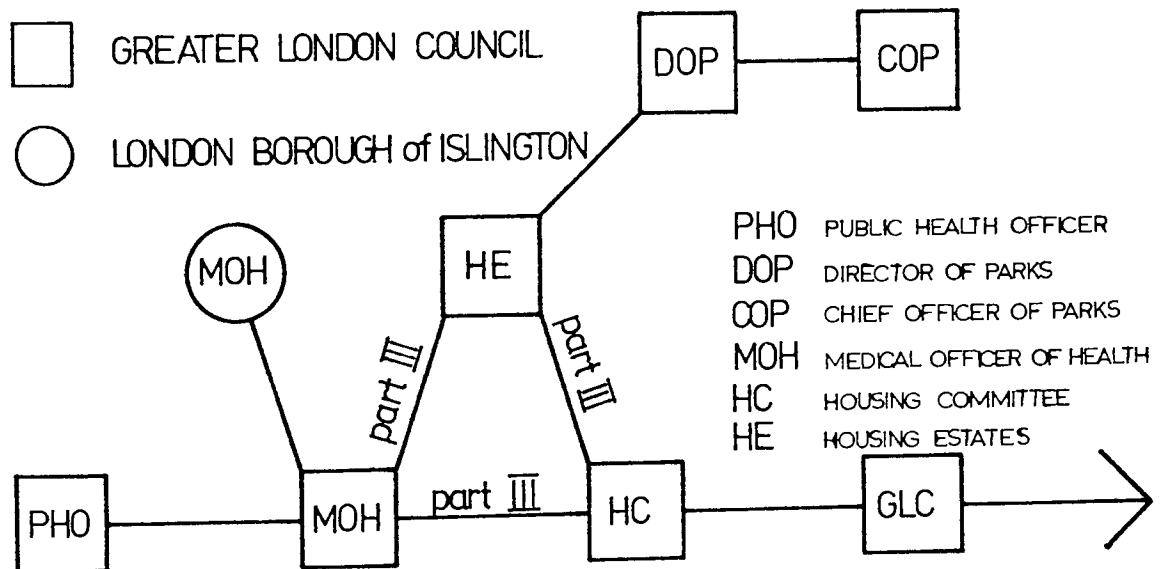 GREATER LONDON COUNCIL
LONDON BOROUGH of ISLINGTON
DOP
COP
MOH
HE
part III
part III
PHO PUBLIC HEALTH OFFICER
DOP DIRECTOR OF PARKS
COP CHIEF OFFICER OF PARKS
MOH MEDICAL OFFICER OF HEALTH
HC HOUSING COMMITTEE
HE HOUSING ESTATES
PHO
MOH
part III
HC
GLC